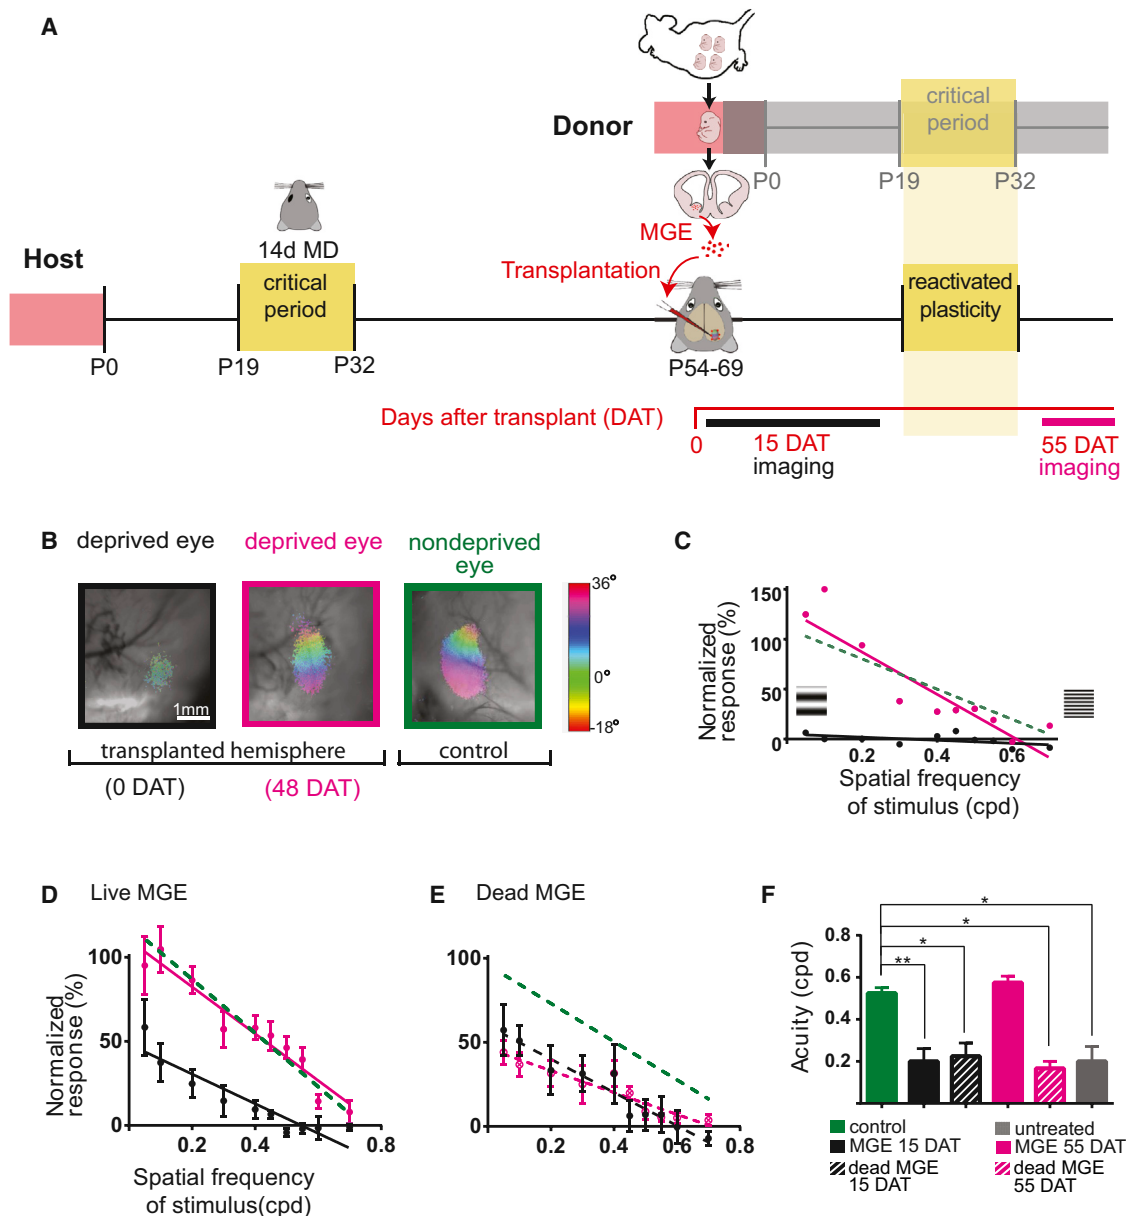 A
Donor
critical
period
P0
P19
P32
MGE
Transplantation
Host
14d MD
critical
period
reactivated
plasticity
P0
P19
P32
P54-69
Days after transplant (DAT)
0
15 DAT
imaging
55 DAT
imaging
B
deprived eye
deprived eye
nondeprived
eye
36°
0°
-18°
1mm
transplanted hemisphere
control
(0 DAT)
(48 DAT)
C
Normalized
response (%)
150
100
50
0
0.2
0.4
0.6
Spatial frequency
of stimulus (cpd)
D
Live MGE
Normalized
response (%)
100
50
0
0.2
0.4
0.8
Spatial frequency
of stimulus(cpd)
E
Dead MGE
100
50
0
0.2
0.4
0.6
0.8
F
Acuity (cpd)
0.8
0.6
0.4
0.2
**
*
*
*
control
MGE 15 DAT
dead MGE
15 DAT
untreated
MGE 55 DAT
dead MGE
55 DAT